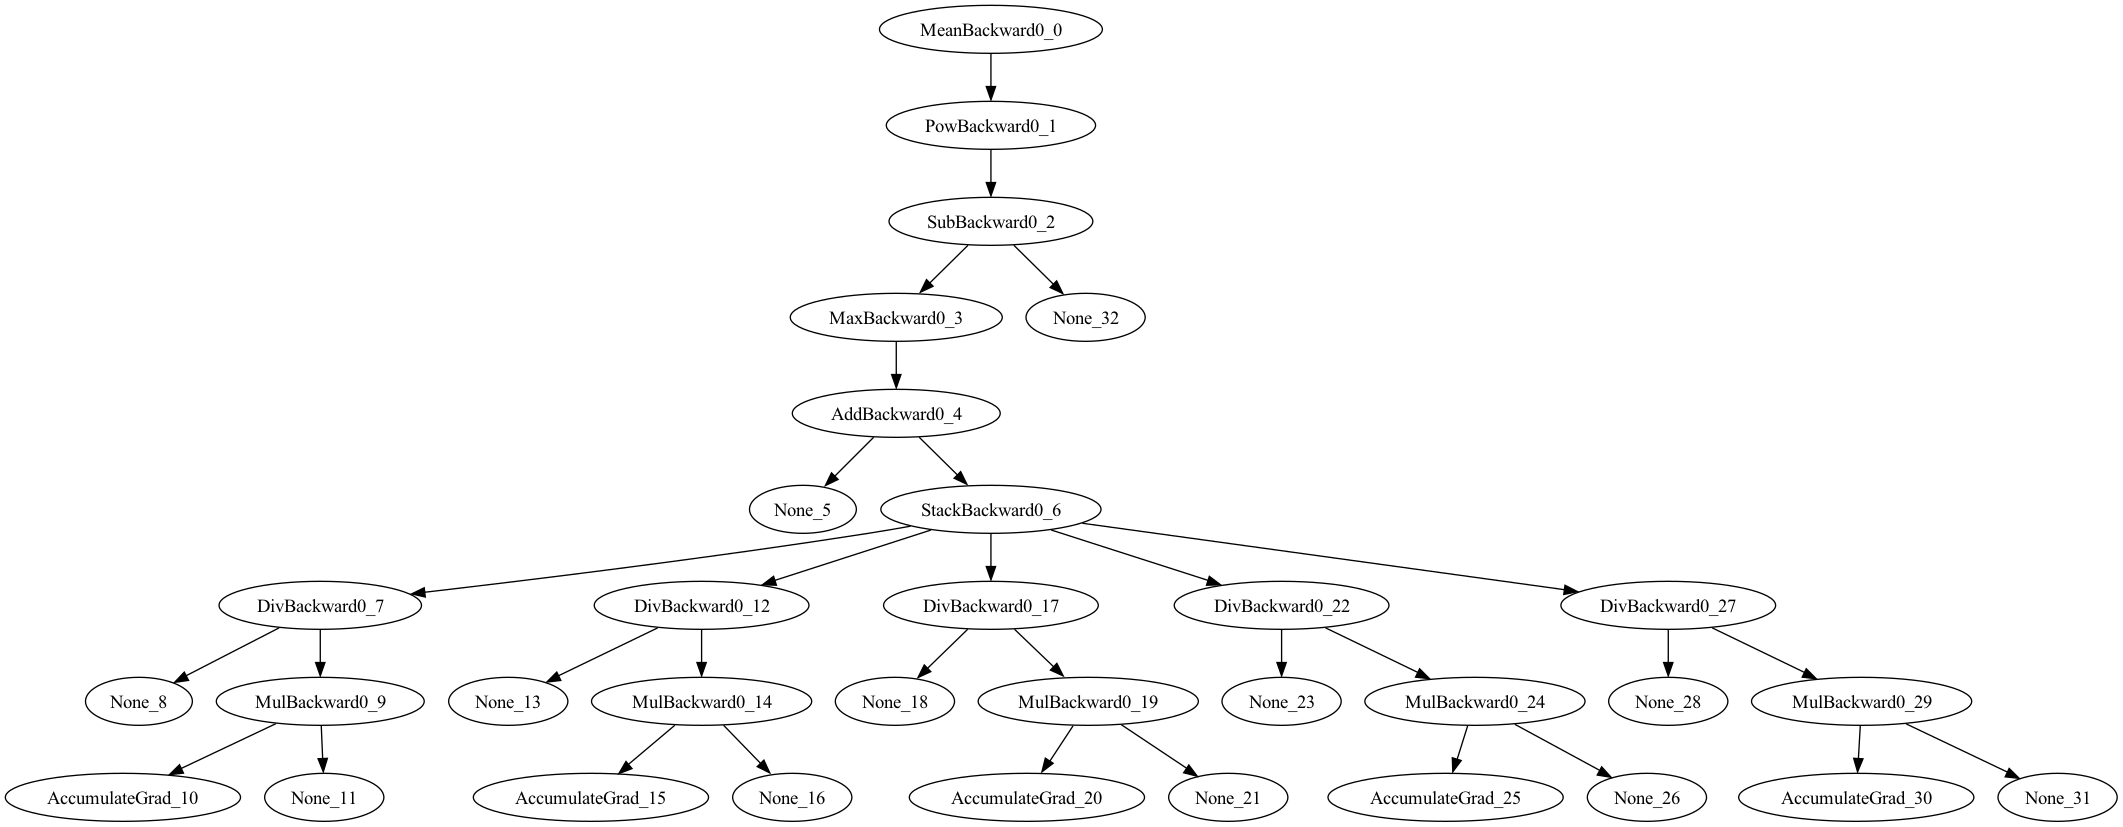 MeanBackward0_0
PowBackward0_1
SubBackward0_2
MaxBackward0_3
None_32
AddBackward0_4
None_5
StackBackward0_6
DivBackward0_7
DivBackward0_12
DivBackward0_17
DivBackward0_22
DivBackward0_27
None_8
MulBackward0_9
None_13
MulBackward0_14
None_18
MulBackward0_19
None_23
MulBackward0_24
None_28
MulBackward0_29
AccumulateGrad_10
None_11
AccumulateGrad_15
None_16
AccumulateGrad_20
None_21
AccumulateGrad_25
None_26
AccumulateGrad_30
None_31